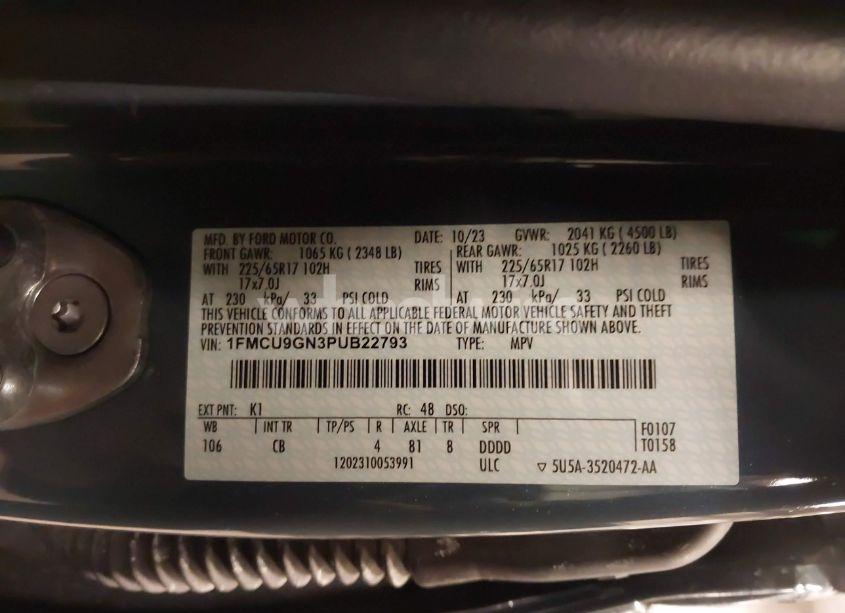 MFD. BY FORD MOTOR CO. DATE: 10/23 GVWR: 2041 KG ( 4500 LB)
FRONT GAWR: 1065 KG ( 2348 LB) REAR GAWR: 1025 KG ( 2260 LB)
WITH 225/65R17 102H TIRES WITH 225/65R17 102H TIRES
17x7.0J RIMS 17x7.0J RIMS
AT 230 kPa/ 33 PSI COLD AT 230 kPa/ 33 PSI COLD
THIS VEHICLE CONFORMS TO ALL APPLICABLE FEDERAL MOTOR VEHICLE SAFETY AND THEFT
PREVENTION STANDARDS IN EFFECT ON THE DATE OF MANUFACTURE SHOWN ABOVE.
VIN: 1FMCU9GN3PUB22793 TYPE: MPV
EXT PNT: K1 RC: 48 DSO:
WB INT TR TP/PS R AXLE TR SPR F0107
106 CB 4 81 8 DDDD T0158
1202310053991 ULC ▽ 5U5A-3520472-AA